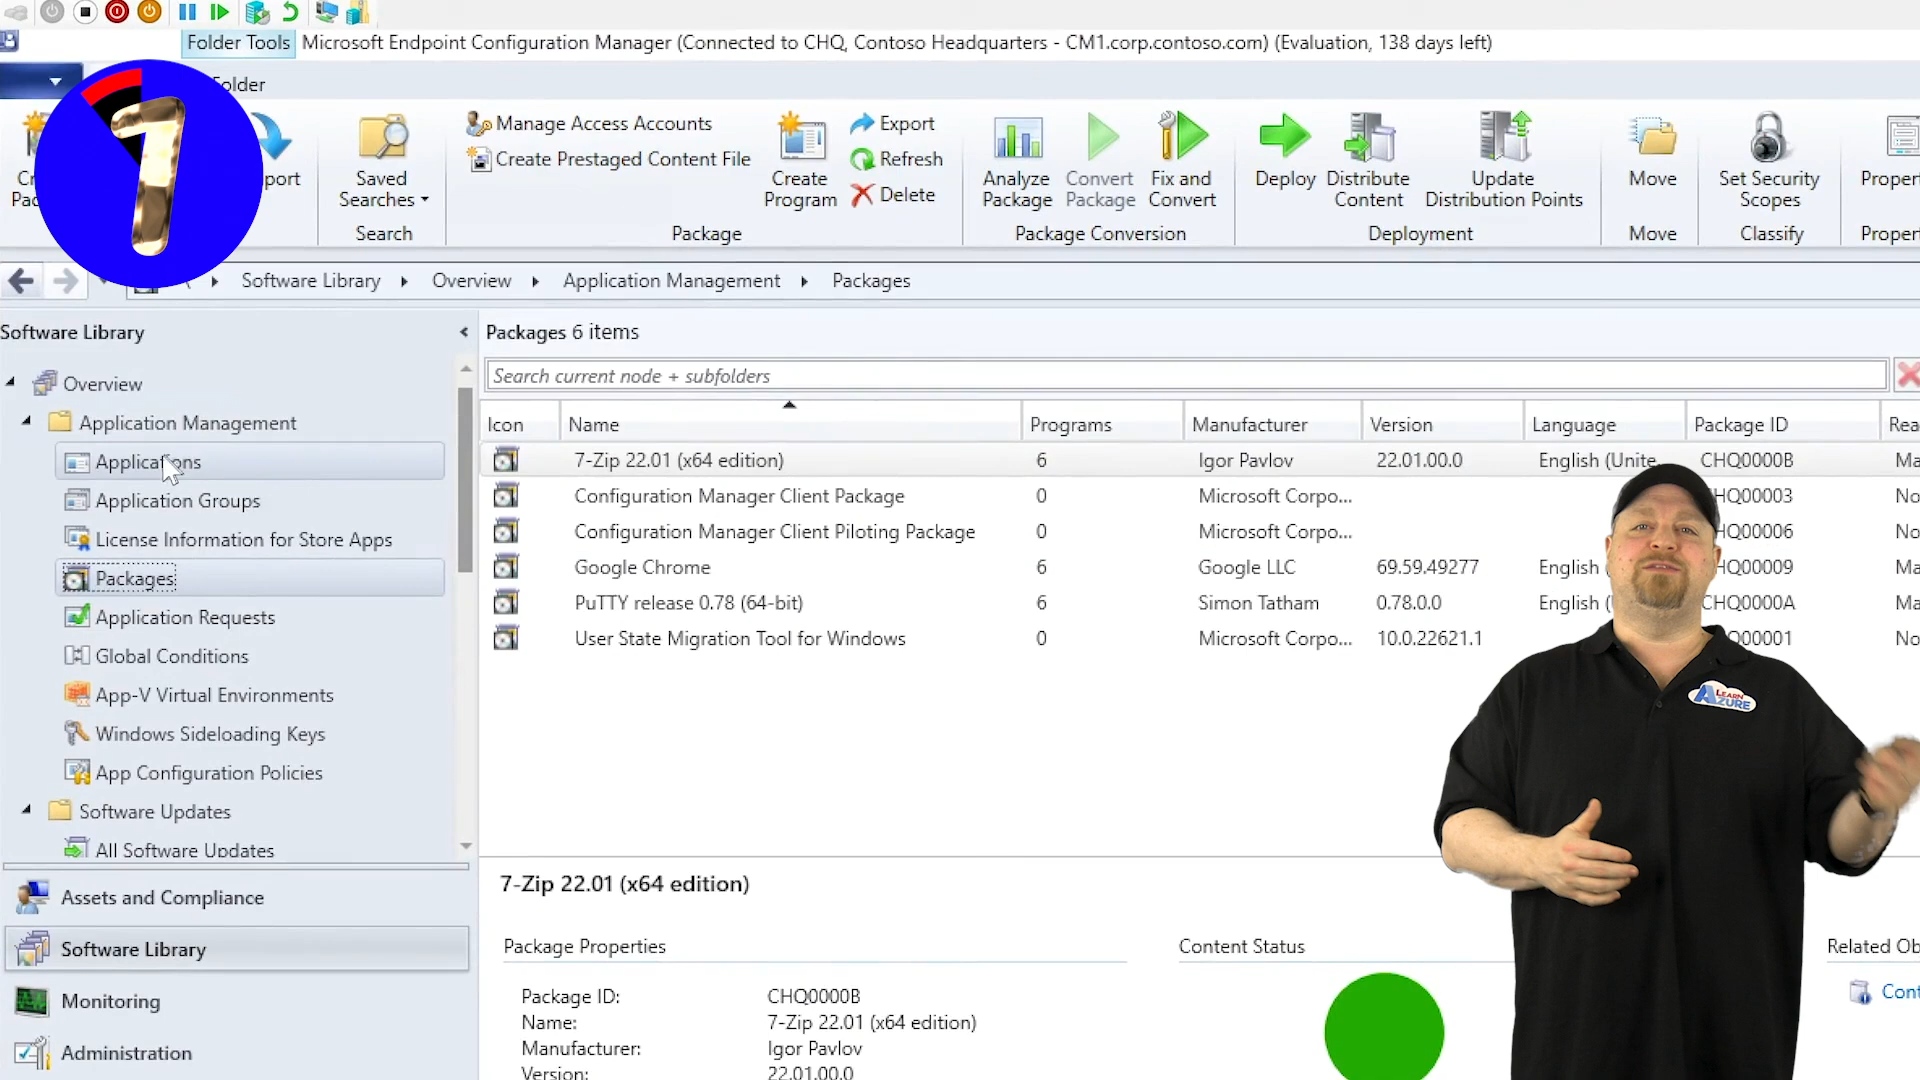 Folder Tools Microsoft Endpoint Configuration Manager (Connected to CHQ, Contoso Headquarters - CM1.corp.contoso.com) (Evaluation, 138 days left)
Folder
1
Saved Searches
Search
Manage Access Accounts
Create Prestaged Content File
Create Program
Export
Refresh
Delete
Package
Analyze Package
Convert Package
Fix and Convert
Package Conversion
Deploy
Distribute Content
Update Distribution Points
Deployment
Move
Move
Set Security Scopes
Classify
Propert
Propert
Software Library
Overview
Application Management
Packages
Software Library
Overview
Application Management
Applications
Application Groups
License Information for Store Apps
Packages
Application Requests
Global Conditions
App-V Virtual Environments
Windows Sideloading Keys
App Configuration Policies
Software Updates
All Software Updates
Assets and Compliance
Software Library
Monitoring
Administration
Packages 6 items
Search current node + subfolders
Icon Name Programs Manufacturer Version Language Package ID Rea
7-Zip 22.01 (x64 edition) 6 Igor Pavlov 22.01.00.0 English (Unite... CHQ0000B Ma
Configuration Manager Client Package 0 Microsoft Corpo... HQ00003 No
Configuration Manager Client Piloting Package 0 Microsoft Corpo... HQ00006 No
Google Chrome 6 Google LLC 69.59.49277 English HQ00009 Ma
PuTTY release 0.78 (64-bit) 6 Simon Tatham 0.78.0.0 English ( CHQ0000A Ma
User State Migration Tool for Windows 0 Microsoft Corpo... 10.0.22621.1 Q00001 No
LEARN AZURE
7-Zip 22.01 (x64 edition)
Package Properties
Package ID: CHQ0000B
Name: 7-Zip 22.01 (x64 edition)
Manufacturer: Igor Pavlov
Version: 22.01.00.0
Content Status
Related Ob
Cont